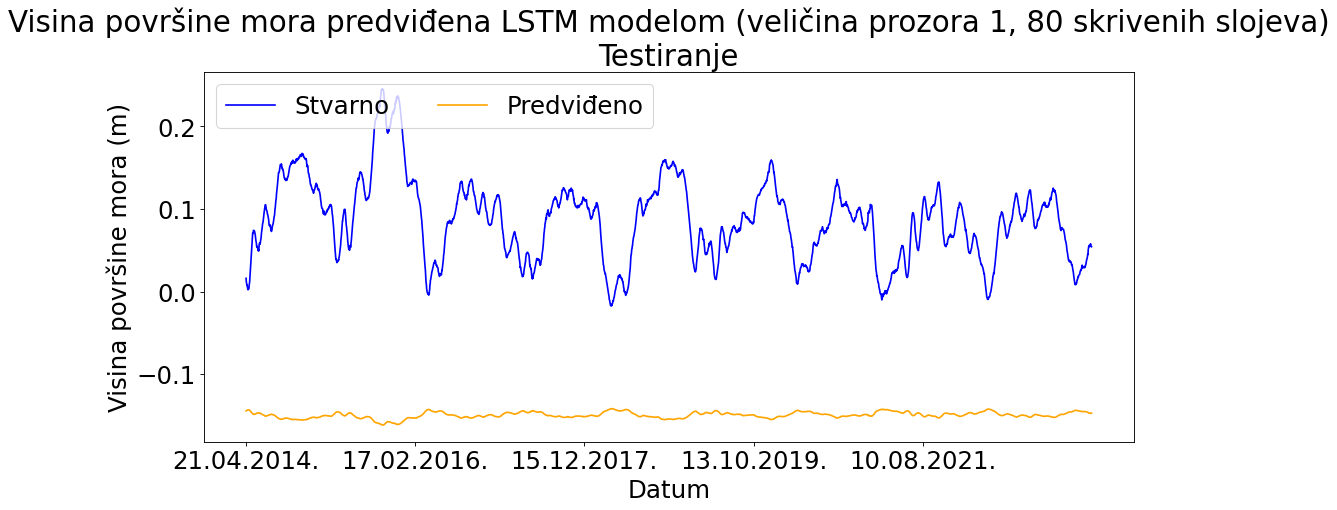 Visina površine mora predviđena LSTM modelom (veličina prozora 1, 80 skrivenih slojeva)
Testiranje
Stvarno Predviđeno
Visina površine mora (m)
0.2
0.1
0.0
−0.1
21.04.2014. 17.02.2016. 15.12.2017. 13.10.2019. 10.08.2021.
Datum